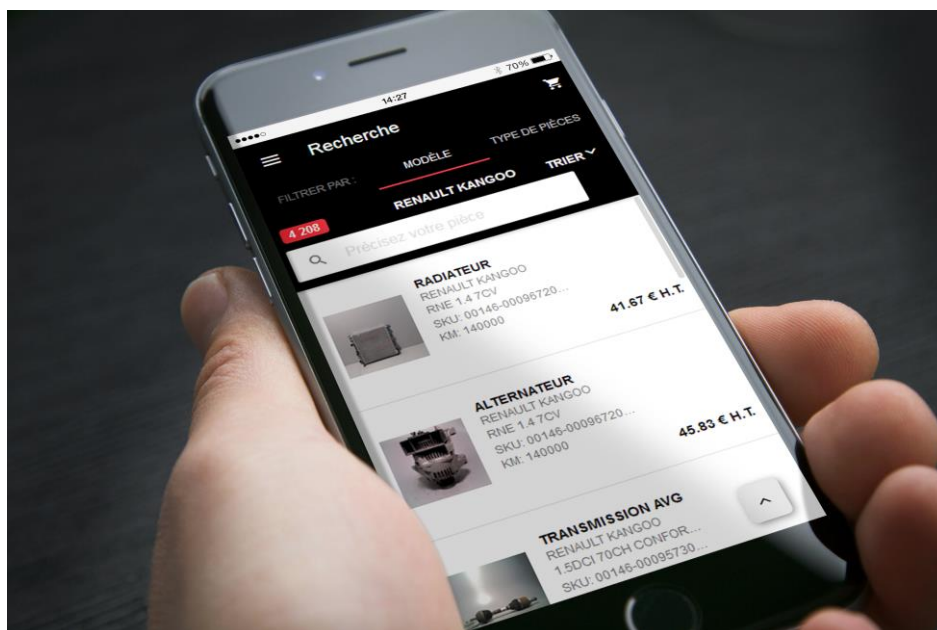 14:27
70%
Recherche
FILTRER PAR :
MODÈLE
TYPE DE PIÈCES
4 208
RENAULT KANGOO
TRIER
Précisez votre pièce
RADIATEUR
RENAULT KANGOO
RNE 1.4 7CV
SKU: 00146-00096720...
KM: 140000
41.67 € H.T.
ALTERNATEUR
RENAULT KANGOO
RNE 1.4 7CV
SKU: 00146-00096720...
KM: 140000
45.83 € H.T.
TRANSMISSION AVG
RENAULT KANGOO
1.5DCI 70CH CONFOR...
SKU: 00146-00095730...